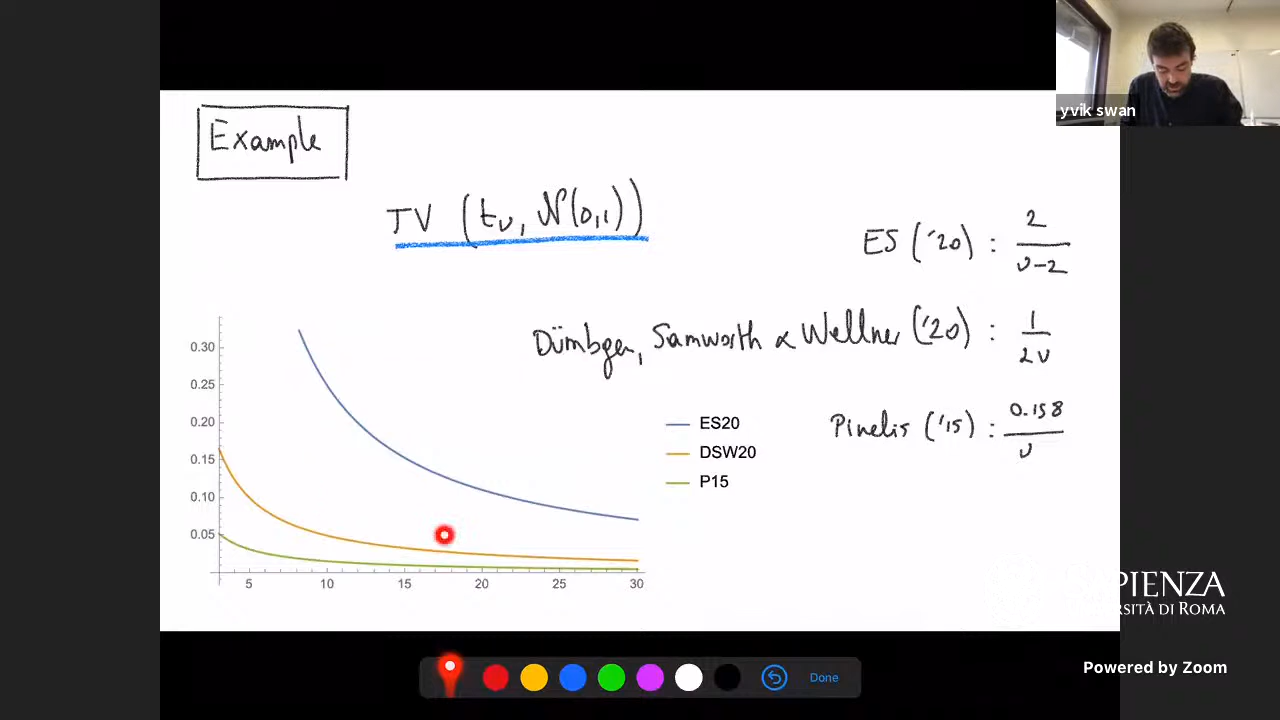 yvik swan
Example
TV (tν, N(0,1))
ES ('20) : 2/(ν-2)
Dümbgen, Samworth & Wellner ('20) : 1/2ν
Pinelis ('15) : 0.158/ν
0.30
0.25
0.20
0.15
0.10
0.05
5 10 15 20 25 30
ES20
DSW20
P15
PIENZA
RSITÀ DI ROMA
Powered by Zoom
Done